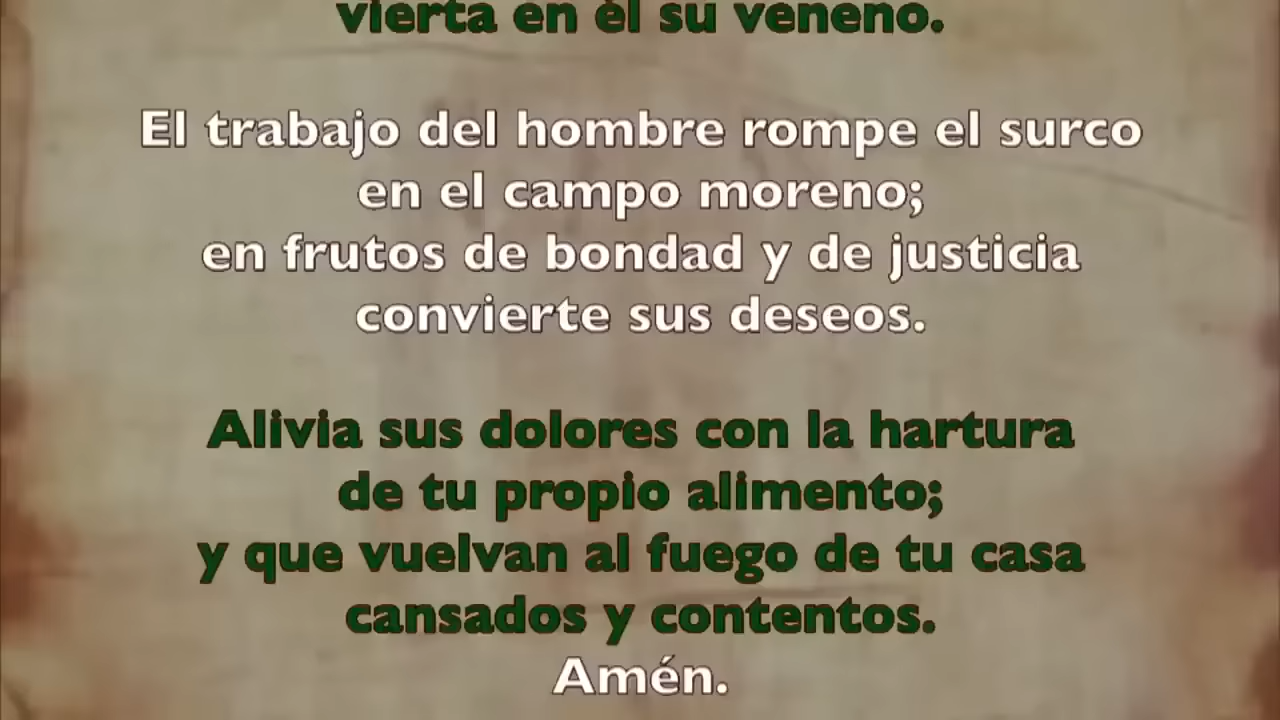 vierta en él su veneno.
El trabajo del hombre rompe el surco
en el campo moreno;
en frutos de bondad y de justicia
convierte sus deseos.
Alivia sus dolores con la hartura
de tu propio alimento;
y que vuelvan al fuego de tu casa
cansados y contentos.
Amén.